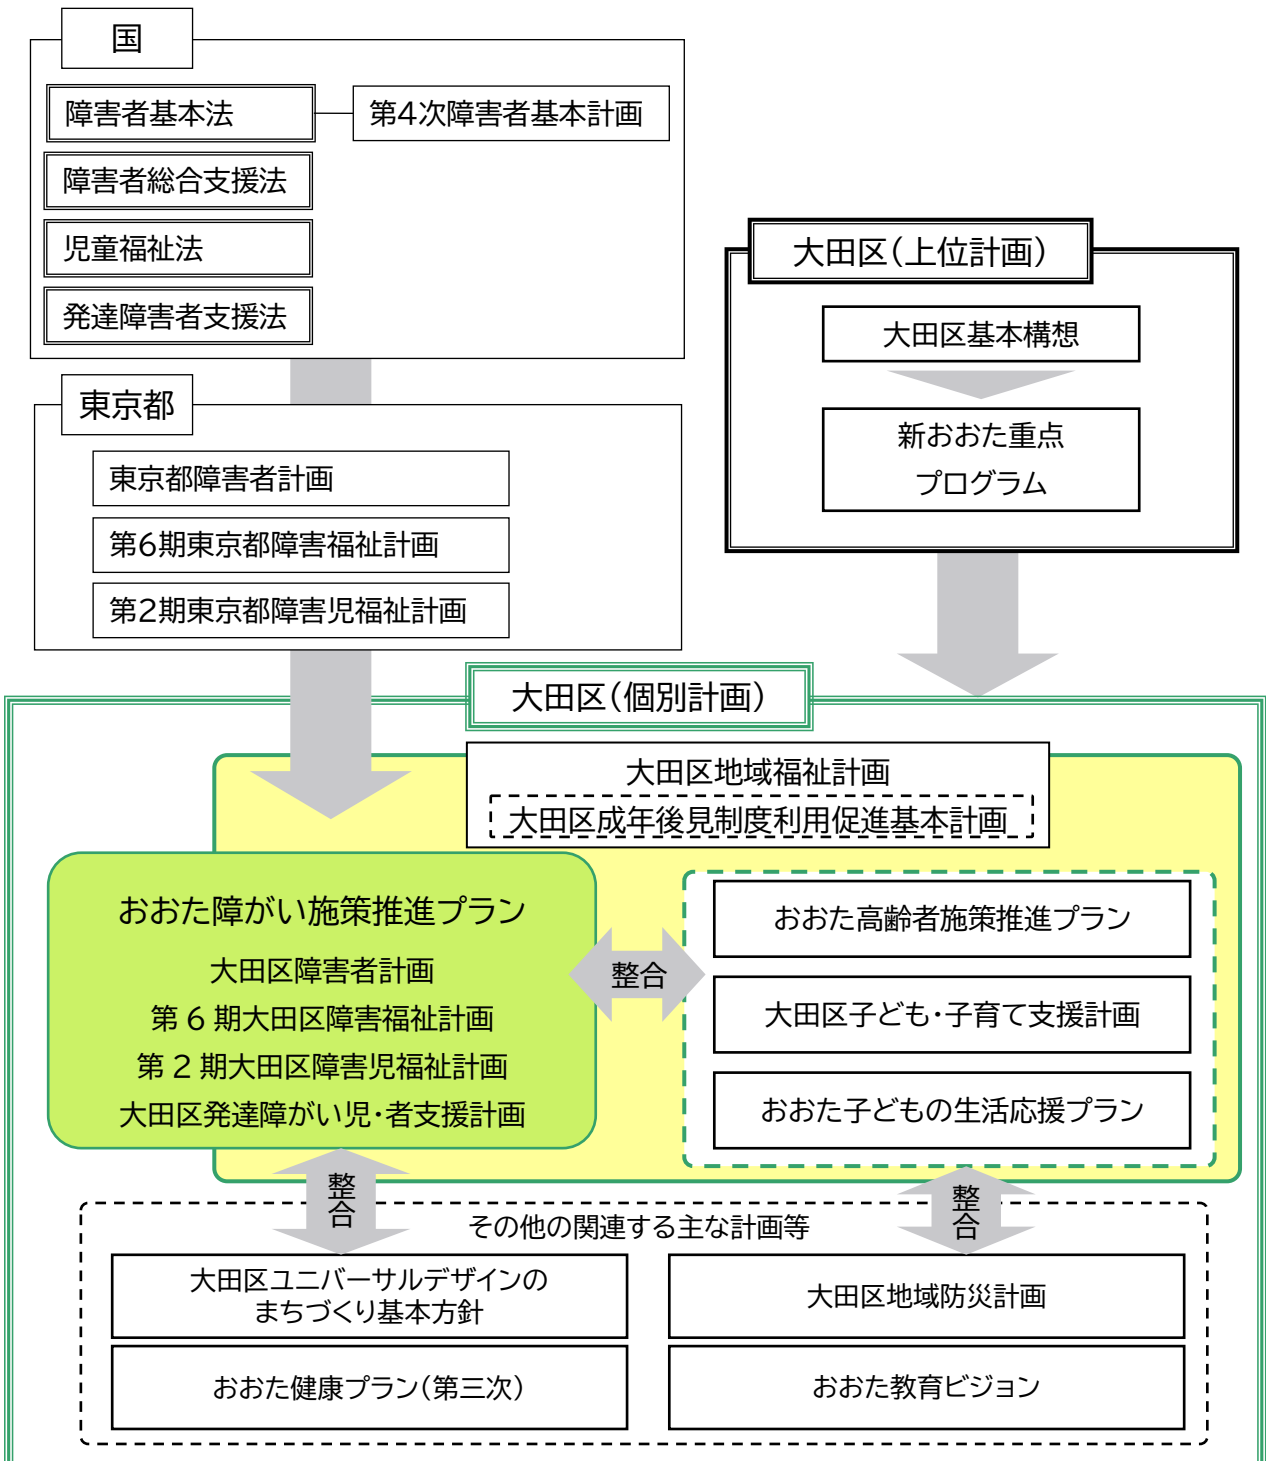 国
障害者基本法
第4次障害者基本計画
障害者総合支援法
児童福祉法
発達障害者支援法
東京都
東京都障害者計画
第6期東京都障害福祉計画
第2期東京都障害児福祉計画
大田区(上位計画)
大田区基本構想
新おおた重点
プログラム
大田区(個別計画)
大田区地域福祉計画
大田区成年後見制度利用促進基本計画
おおた障がい施策推進プラン
大田区障害者計画
第6期大田区障害福祉計画
第2期大田区障害児福祉計画
大田区発達障がい児・者支援計画
整合
おおた高齢者施策推進プラン
大田区子ども・子育て支援計画
おおた子どもの生活応援プラン
整合
整合
その他の関連する主な計画等
大田区ユニバーサルデザインの
まちづくり基本方針
大田区地域防災計画
おおた健康プラン(第三次)
おおた教育ビジョン